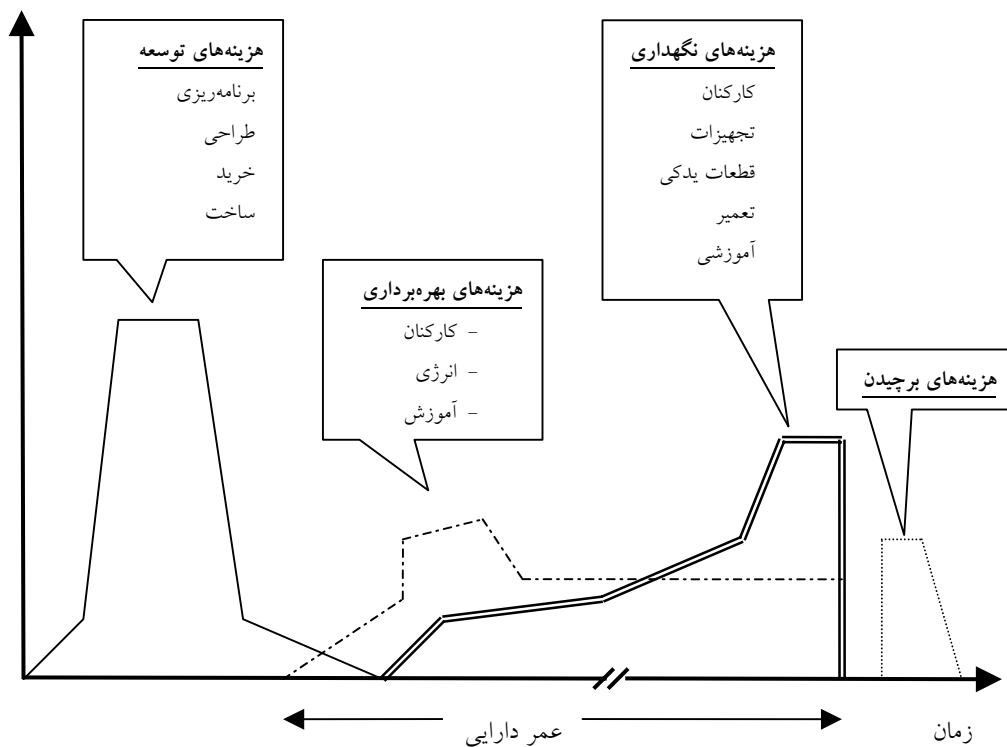 هزینه‌های توسعه
برنامه‌ریزی
طراحی
خرید
ساخت
هزینه‌های نگهداری
کارکنان
تجهیزات
قطعات یدکی
تعمیر
آموزشی
هزینه‌های بهره‌برداری
- کارکنان
- انرژی
- آموزش
هزینه‌های برچیدن
عمر دارایی
زمان